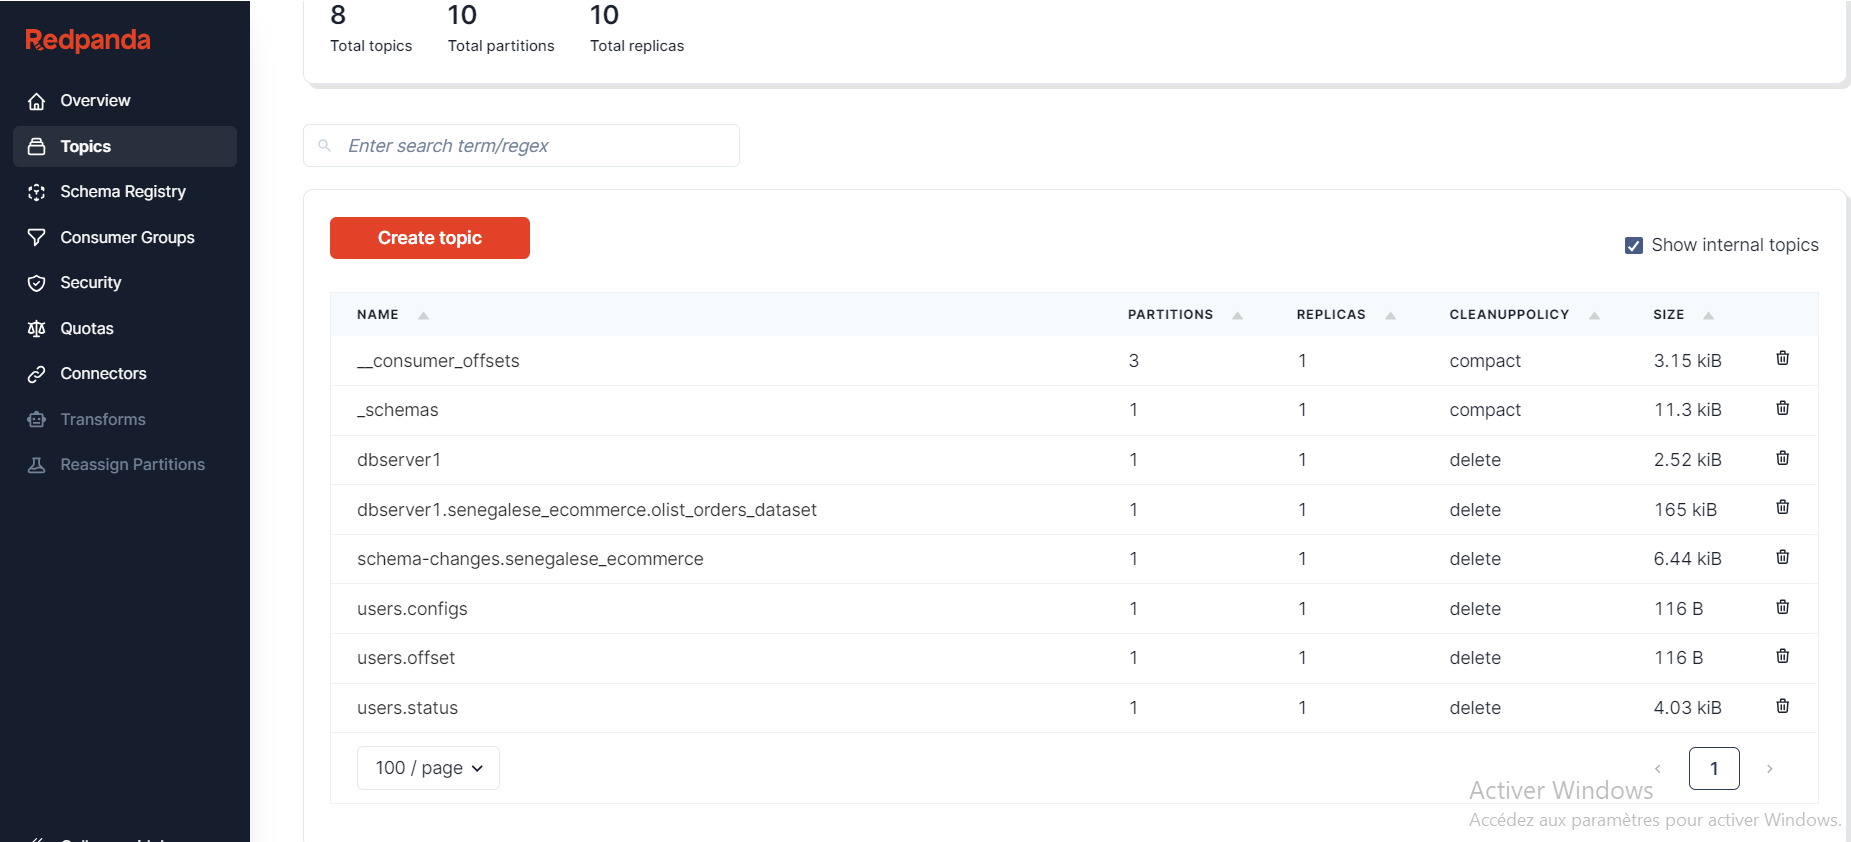 8 10 10
Total topics Total partitions Total replicas
Redpanda
Overview
Topics
Schema Registry
Consumer Groups
Security
Quotas
Connectors
Transforms
Reassign Partitions
Enter search term/regex
Create topic
Show internal topics
NAME PARTITIONS REPLICAS CLEANUPPOLICY SIZE
__consumer_offsets 3 1 compact 3.15 kiB
_schemas 1 1 compact 11.3 kiB
dbserver1 1 1 delete 2.52 kiB
dbserver1.senegalese_ecommerce.olist_orders_dataset 1 1 delete 165 kiB
schema-changes.senegalese_ecommerce 1 1 delete 6.44 kiB
users.configs 1 1 delete 116 B
users.offset 1 1 delete 116 B
users.status 1 1 delete 4.03 kiB
100 / page
1
Activer Windows
Accédez aux paramètres pour activer Windows.